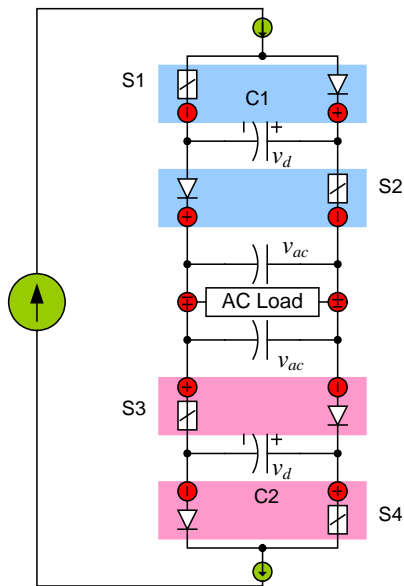 S1
C1
− +
v_d
S2
− +
v_ac
± AC Load ±
v_ac
+ −
S3
− +
v_d
− +
C2
S4